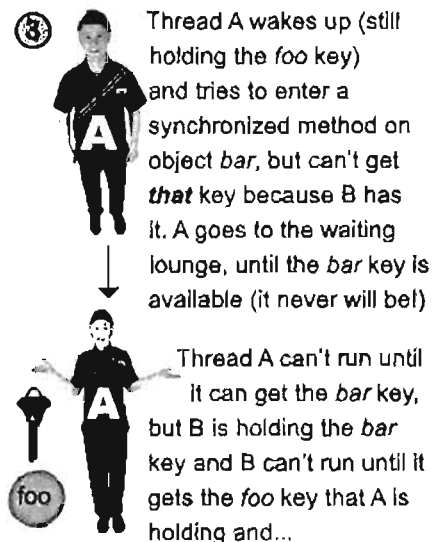 3
Thread A wakes up (still
holding the foo key)
and tries to enter a
synchronized method on
object bar, but can't get
that key because B has
it. A goes to the waiting
lounge, until the bar key is
available (it never will be!)
A
Thread A can't run until
it can get the bar key,
but B is holding the bar
key and B can't run until it
gets the foo key that A is
holding and...
A
foo